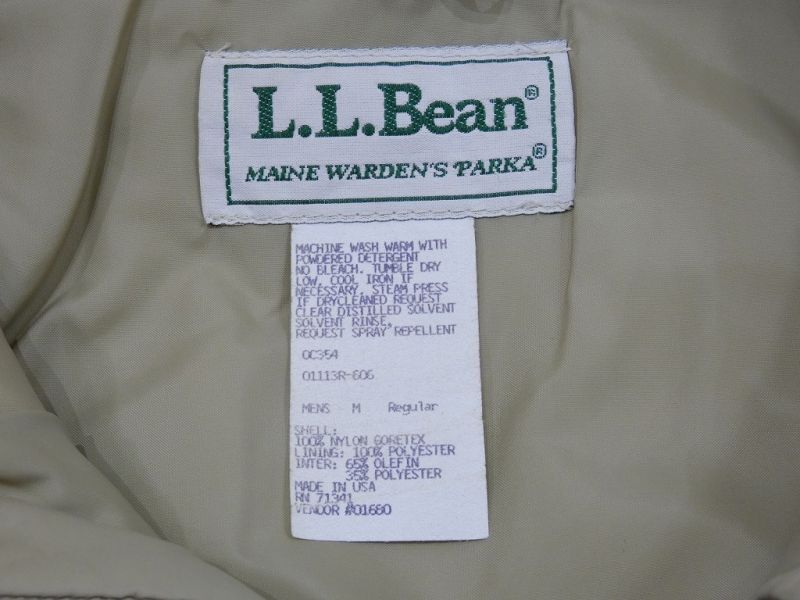 L.L.Bean®
MAINE WARDEN'S PARKA®
MACHINE WASH WARM WITH
POWDERED DETERGENT
NO BLEACH. TUMBLE DRY
LOW, COOL IRON IF
NECESSARY, STEAM PRESS
IF DRYCLEANED REQUEST
CLEAR DISTILLED SOLVENT
SOLVENT RINSE,
REQUEST SPRAY REPELLENT
0C354
01113R-606
MENS M Regular
SHELL:
100% NYLON GORETEX
LINING: 100% POLYESTER
INTER: 65% OLEFIN
35% POLYESTER
MADE IN USA
RN 71341
VENDOR #01680